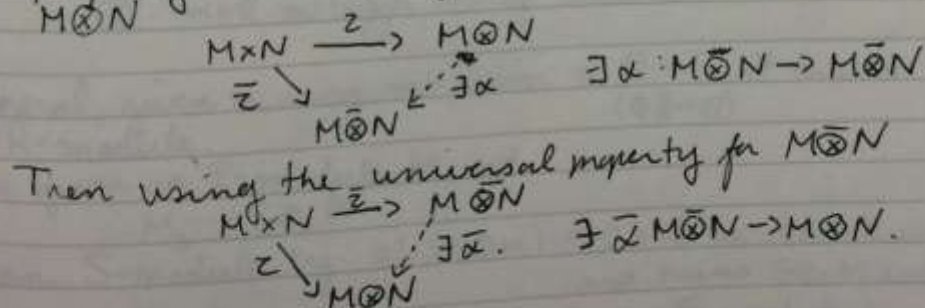 M⊗N
M×N —τ→ M⊗N
τ̄ ↘ ↙ ∃α ∃α : M⊗̄N → M⊗̄N
M⊗̄N
Then using the universal property for M⊗̄N
M×N —τ̄→ M⊗̄N
τ ↘ ↙ ∃ᾱ. ∃ ᾱ M⊗̄N → M⊗N.
M⊗N